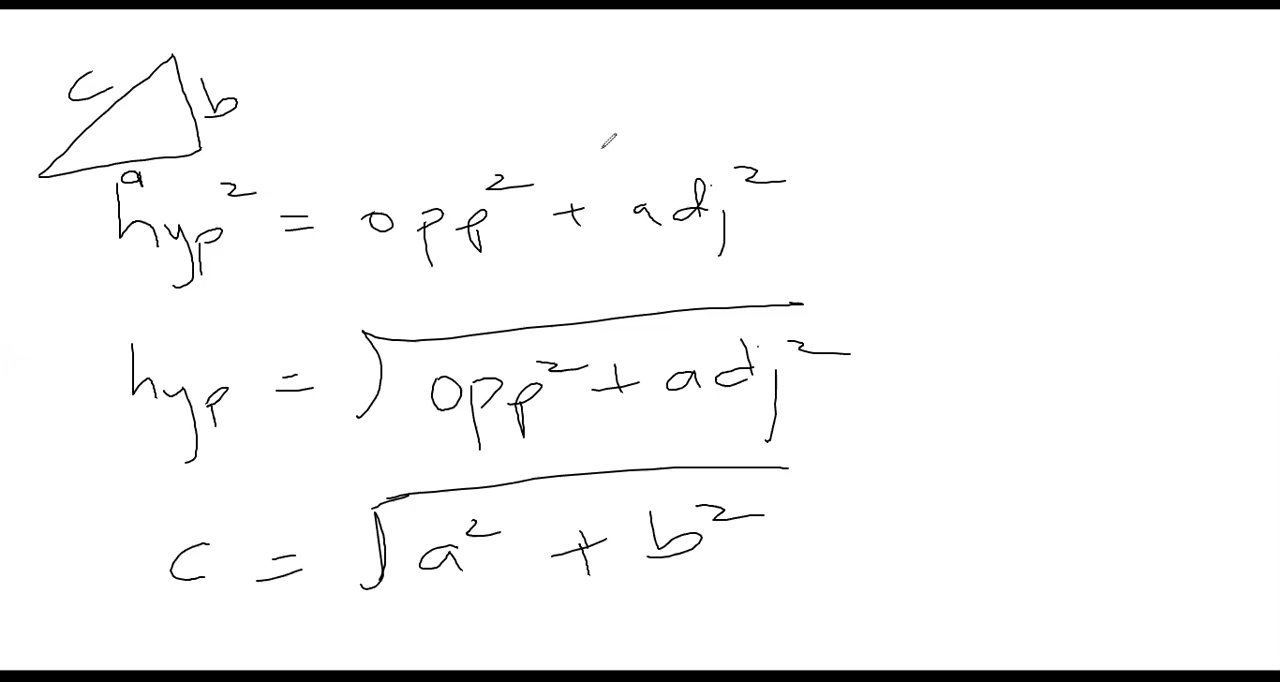 c
b
a
hyp² = opp² + adj²
hyp = √opp² + adj²
c = √a² + b²